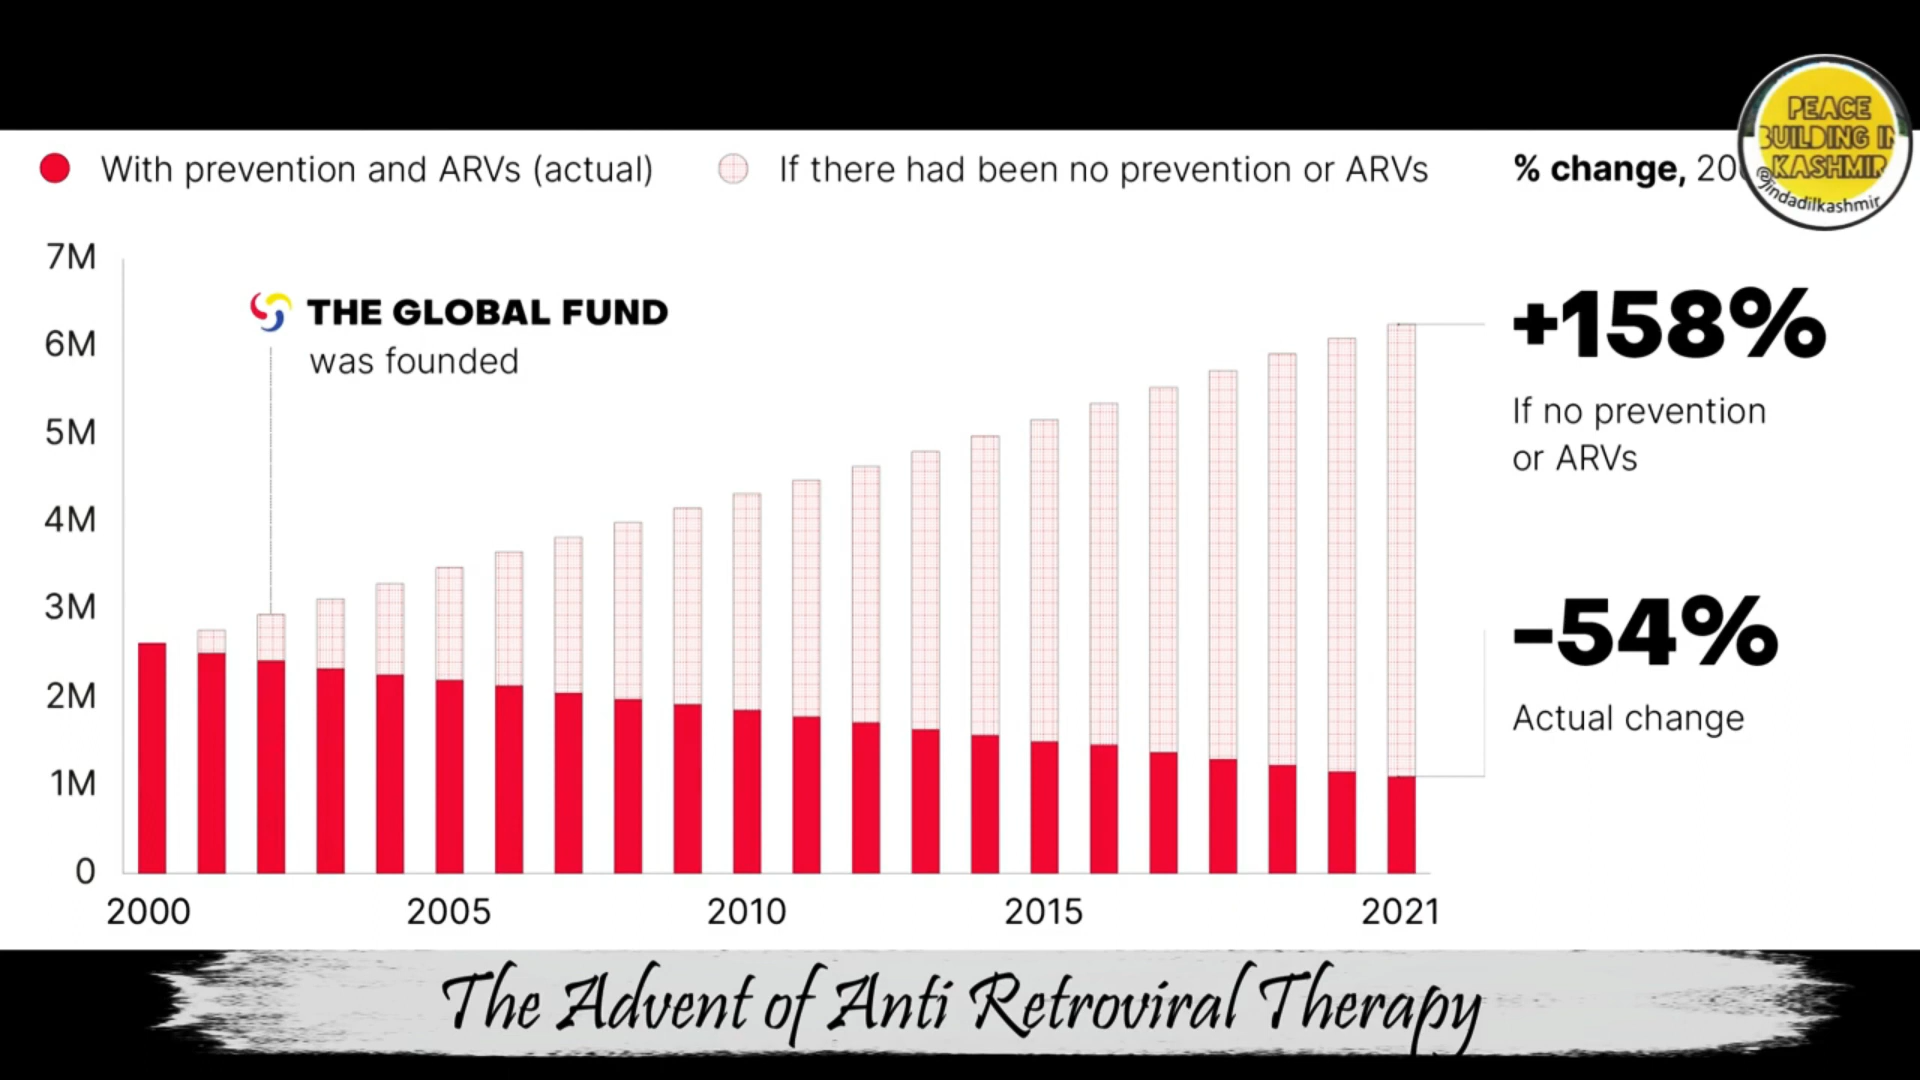 PEACE
BUILDING IN
KASHMIR
@jindadilkashmir
With prevention and ARVs (actual)
If there had been no prevention or ARVs
% change,
7M
6M
5M
4M
3M
2M
1M
0
THE GLOBAL FUND
was founded
+158%
If no prevention
or ARVs
-54%
Actual change
2000
2005
2010
2015
2021
The Advent of Anti Retroviral Therapy